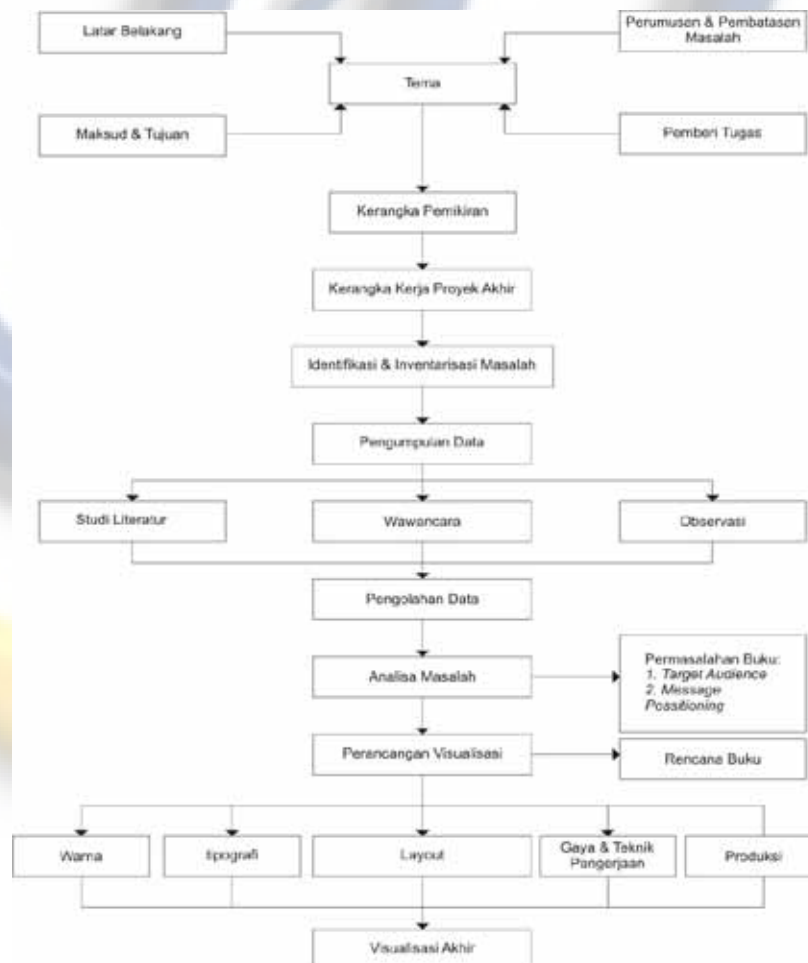 Latar Belakang
Perumusan & Pembatasan
Masalah
Tema
Maksud & Tujuan
Pemberi Tugas
Kerangka Pemikiran
Kerangka Kerja Proyek Akhir
Identifikasi & Inventarisasi Masalah
Pengumpulan Data
Studi Literatur
Wawancara
Observasi
Pengolahan Data
Analisa Masalah
Permasalahan Buku:
1. Target Audience
2. Message
Possitioning
Perancangan Visualisasi
Rencana Buku
Warna
tipografi
Layout
Gaya & Teknik
Pengerjaan
Produksi
Visualisasi Akhir